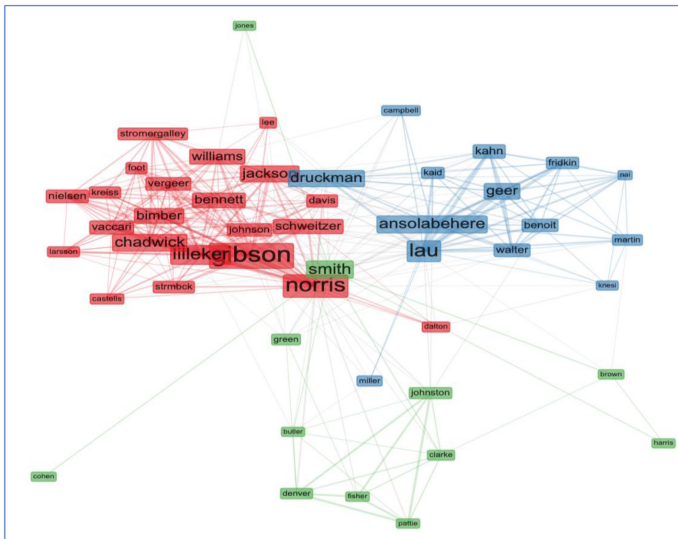 jones
campbell
lee
stromergalley
kahn
williams
fridkin
foot
jackson
kaid
nai
druckman
vergeer
geer
kreiss
nielsen
bennett
davis
bimber
ansolabehere
benoit
vaccari
johnson
schweitzer
martin
chadwick
lau
walter
larsson
lilleker
smith
norris
strmbck
knesi
castells
dalton
green
brown
miller
johnston
butler
harris
clarke
cohen
denver
fisher
pattie